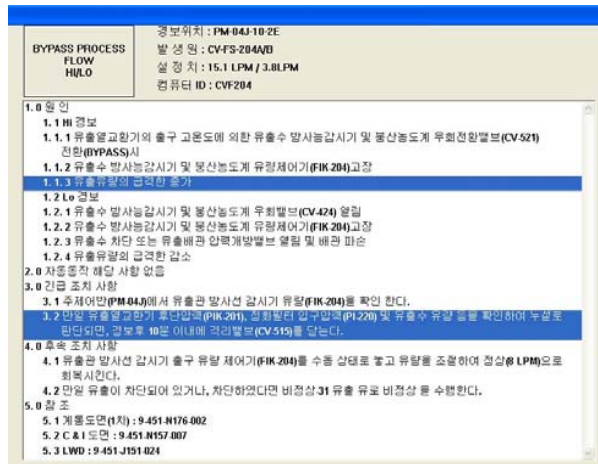 BYPASS PROCESS
FLOW
HI/LO
경보위치 : PM-04J-10-2E
발 생 원 : CV-FS-204A/B
설 정 치 : 15.1 LPM / 3.8LPM
컴퓨터 ID : CVF204
1. 0 원 인
1. 1 Hi 경보
1. 1. 1 유출열교환기의 출구 고온도에 의한 유출수 방사능감시기 및 붕산농도계 우회전환밸브(CV-521)
전환(BYPASS)시
1. 1. 2 유출수 방사능감시기 및 붕산농도계 유량제어기(FIK-204)고장
1. 1. 3 유출유량의 급격한 증가
1. 2 Lo 경보
1. 2. 1 유출수 방사능감시기 및 붕산농도계 우회밸브(CV-424) 열림
1. 2. 2 유출수 방사능감시기 및 붕산농도계 유량제어기(FIK-204)고장
1. 2. 3 유출수 차단 또는 유출배관 압력개방밸브 열림 및 배관 파손
1. 2. 4 유출유량의 급격한 감소
2. 0 자동동작 해당 사항 없음
3. 0 긴급 조치 사항
3. 1 주제어반(PM-04J)에서 유출관 방사선 감시기 유량(FIK-204)을 확인 한다.
3. 2 만일 유출열교환기 후단압력(PIK-201), 정화필터 입구압력(PI-220) 및 유출수 유량 등을 확인하여 누설로
판단되면, 경보후 10분 이내에 격리밸브(CV-515)를 닫는다.
4. 0 후속 조치 사항
4. 1 유출관 방사선 감시기 출구 유량 제어기(FIK-204)를 수동 상태로 놓고 유량을 조절하여 정상(8 LPM)으로
회복시킨다.
4. 2 만일 유출이 차단되어 있거나, 차단하였다면 비정상-31 유출 유로 비정상 을 수행한다.
5. 0 참 조
5. 1 계통도면(1차) : 9-451-N176-002
5. 2 C & I 도면 : 9-451-N157-007
5. 3 LWD : 9-451-J151-024